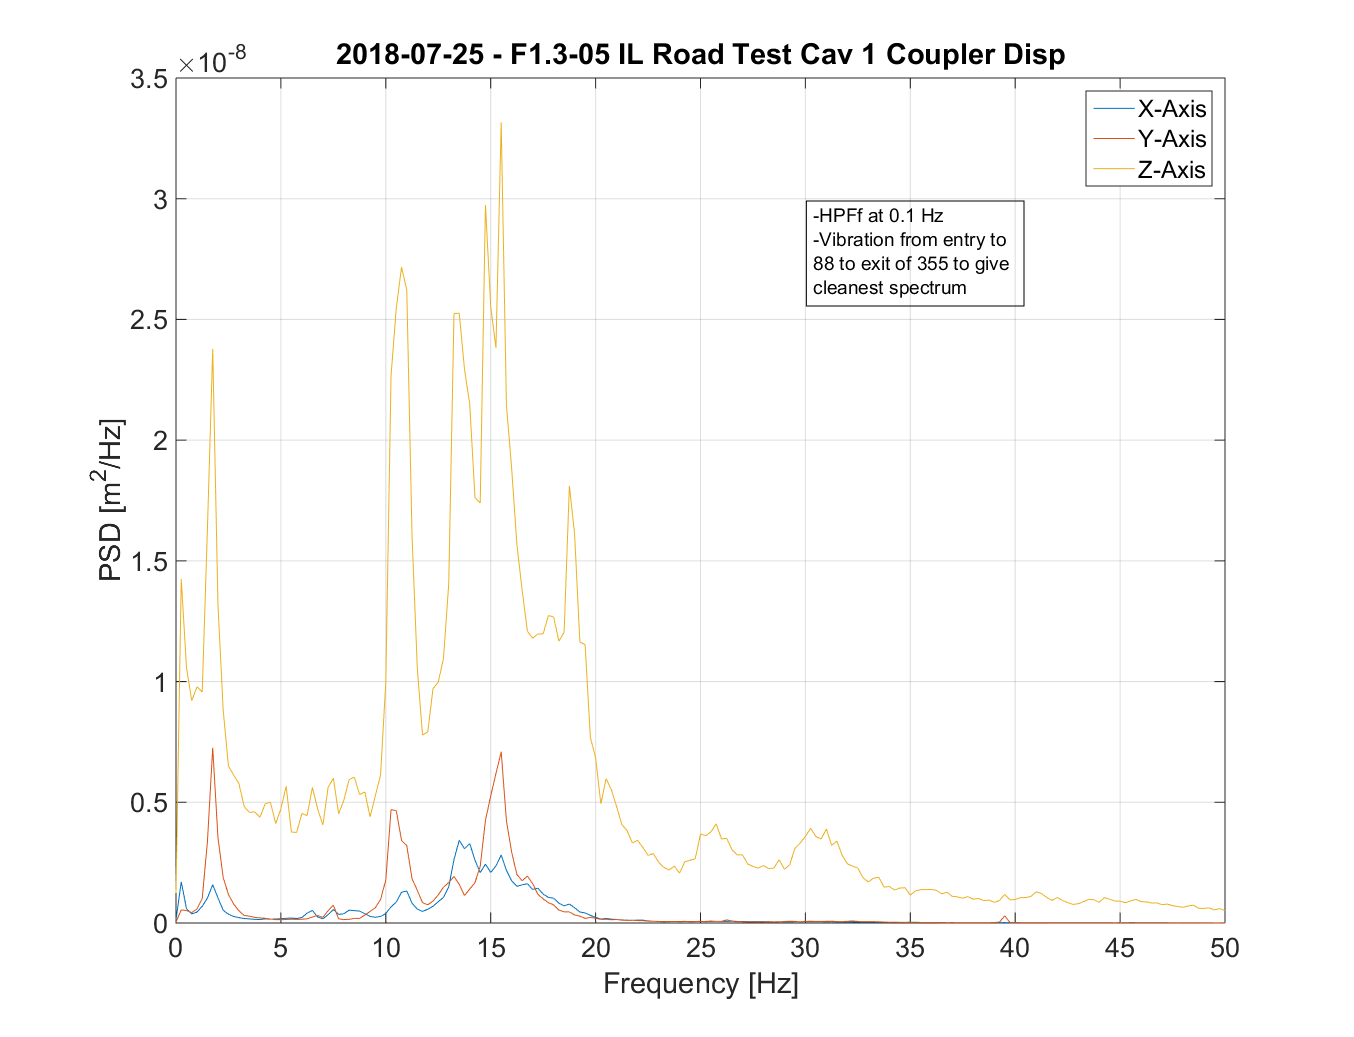 2018-07-25 - F1.3-05 IL Road Test Cav 1 Coupler Disp
×10⁻⁸
3.5
3
2.5
2
1.5
1
0.5
0
PSD [m²/Hz]
X-Axis
Y-Axis
Z-Axis
-HPFf at 0.1 Hz
-Vibration from entry to
88 to exit of 355 to give
cleanest spectrum
0 5 10 15 20 25 30 35 40 45 50
Frequency [Hz]